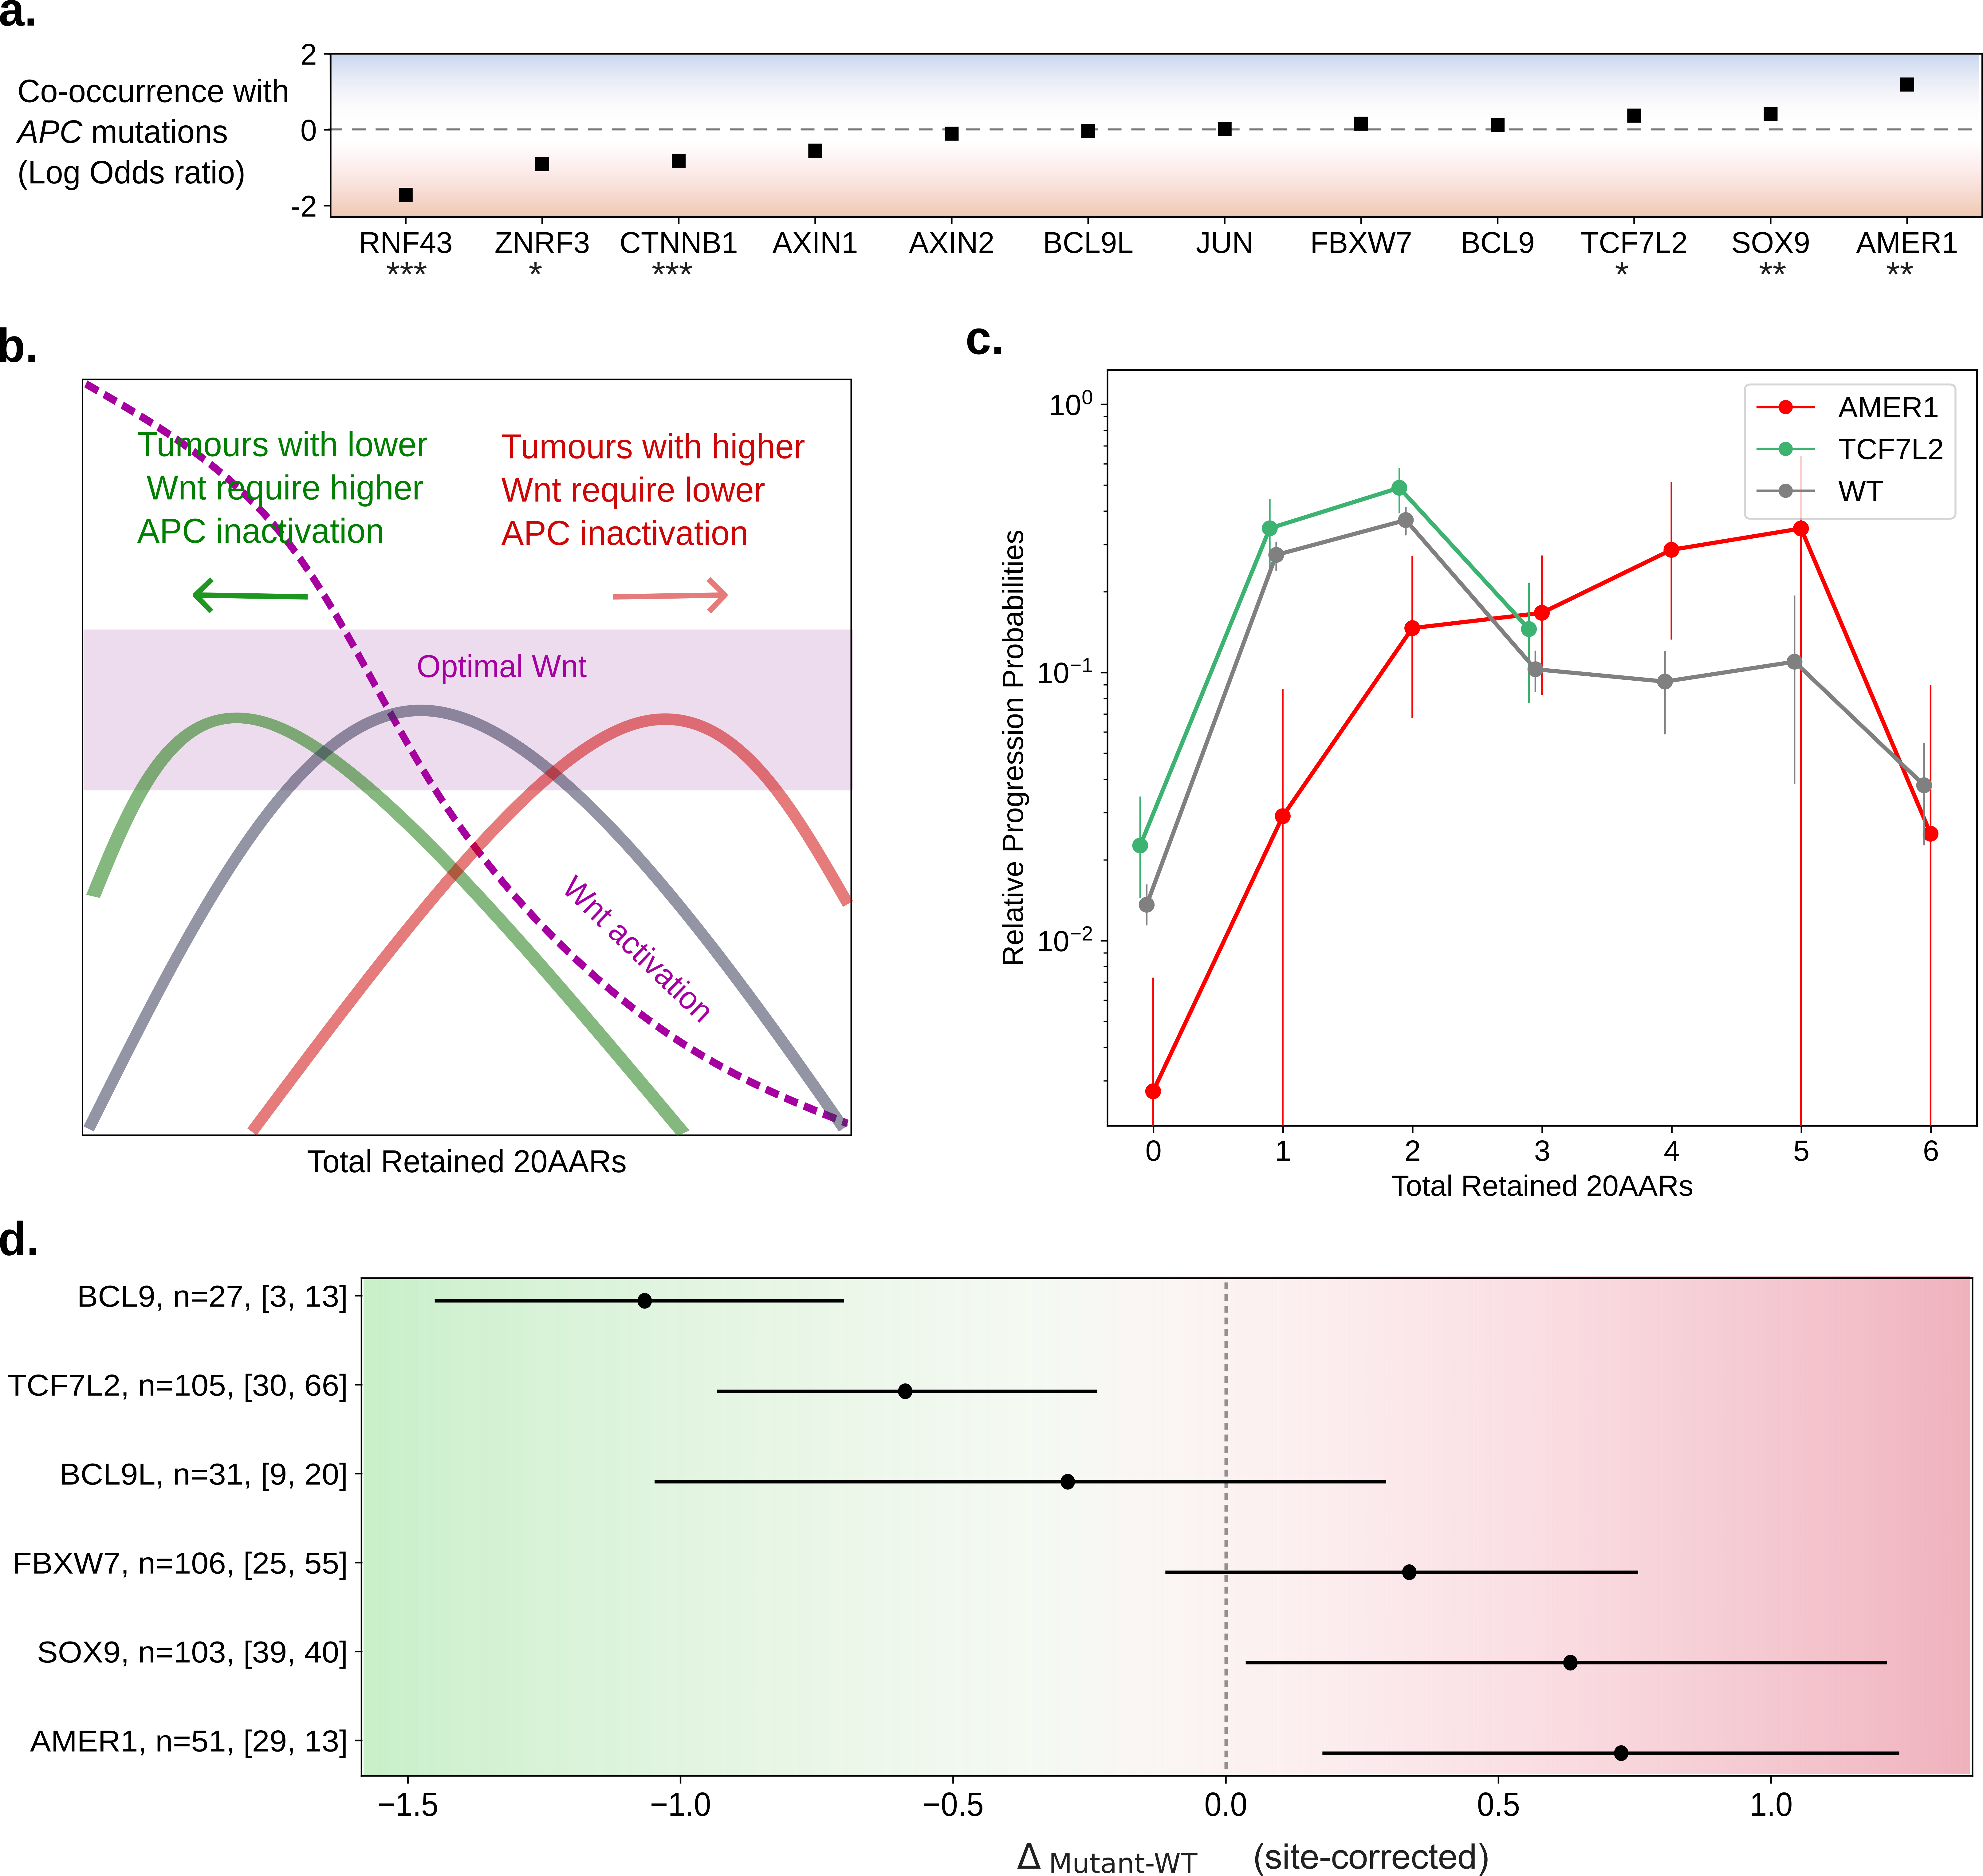 a.
Co-occurrence with
APC mutations
(Log Odds ratio)
2
0
-2
RNF43 ZNRF3 CTNNB1 AXIN1 AXIN2 BCL9L JUN FBXW7 BCL9 TCF7L2 SOX9 AMER1
*** * *** * ** **
b.
Tumours with lower
Wnt require higher
APC inactivation
Tumours with higher
Wnt require lower
APC inactivation
Optimal Wnt
Wnt activation
Total Retained 20AARs
c.
Relative Progression Probabilities
10⁰
10⁻¹
10⁻²
AMER1
TCF7L2
WT
0 1 2 3 4 5 6
Total Retained 20AARs
d.
BCL9, n=27, [3, 13]
TCF7L2, n=105, [30, 66]
BCL9L, n=31, [9, 20]
FBXW7, n=106, [25, 55]
SOX9, n=103, [39, 40]
AMER1, n=51, [29, 13]
−1.5 −1.0 −0.5 0.0 0.5 1.0
Δ Mutant-WT (site-corrected)